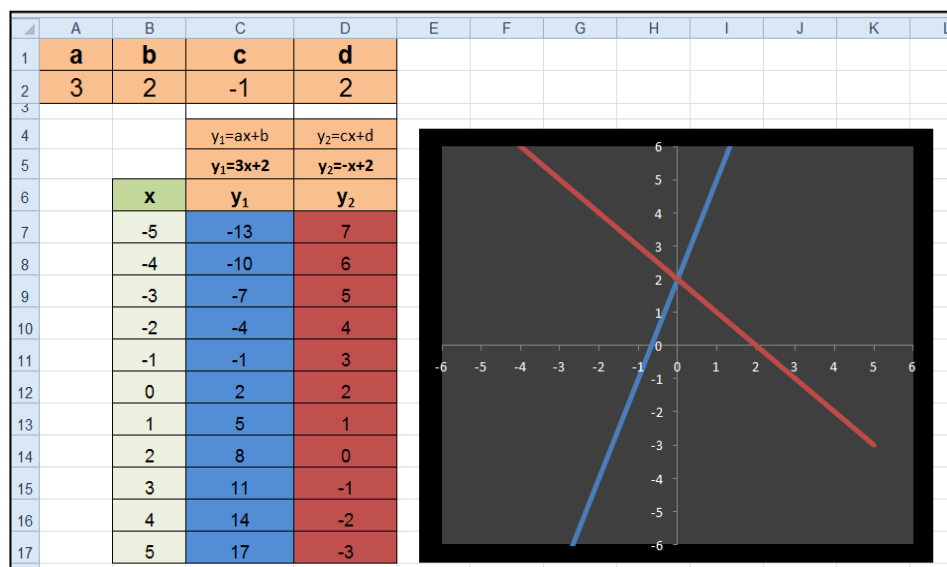 A B C D E F G H I J K L
1 a b c d
2 3 2 -1 2
3
4 y₁=ax+b y₂=cx+d
5 y₁=3x+2 y₂=-x+2
6 x y₁ y₂
7 -5 -13 7
8 -4 -10 6
9 -3 -7 5
10 -2 -4 4
11 -1 -1 3
12 0 2 2
13 1 5 1
14 2 8 0
15 3 11 -1
16 4 14 -2
17 5 17 -3
6
5
4
3
2
1
0
-6 -5 -4 -3 -2 -1 0 1 2 3 4 5 6
-1
-2
-3
-4
-5
-6